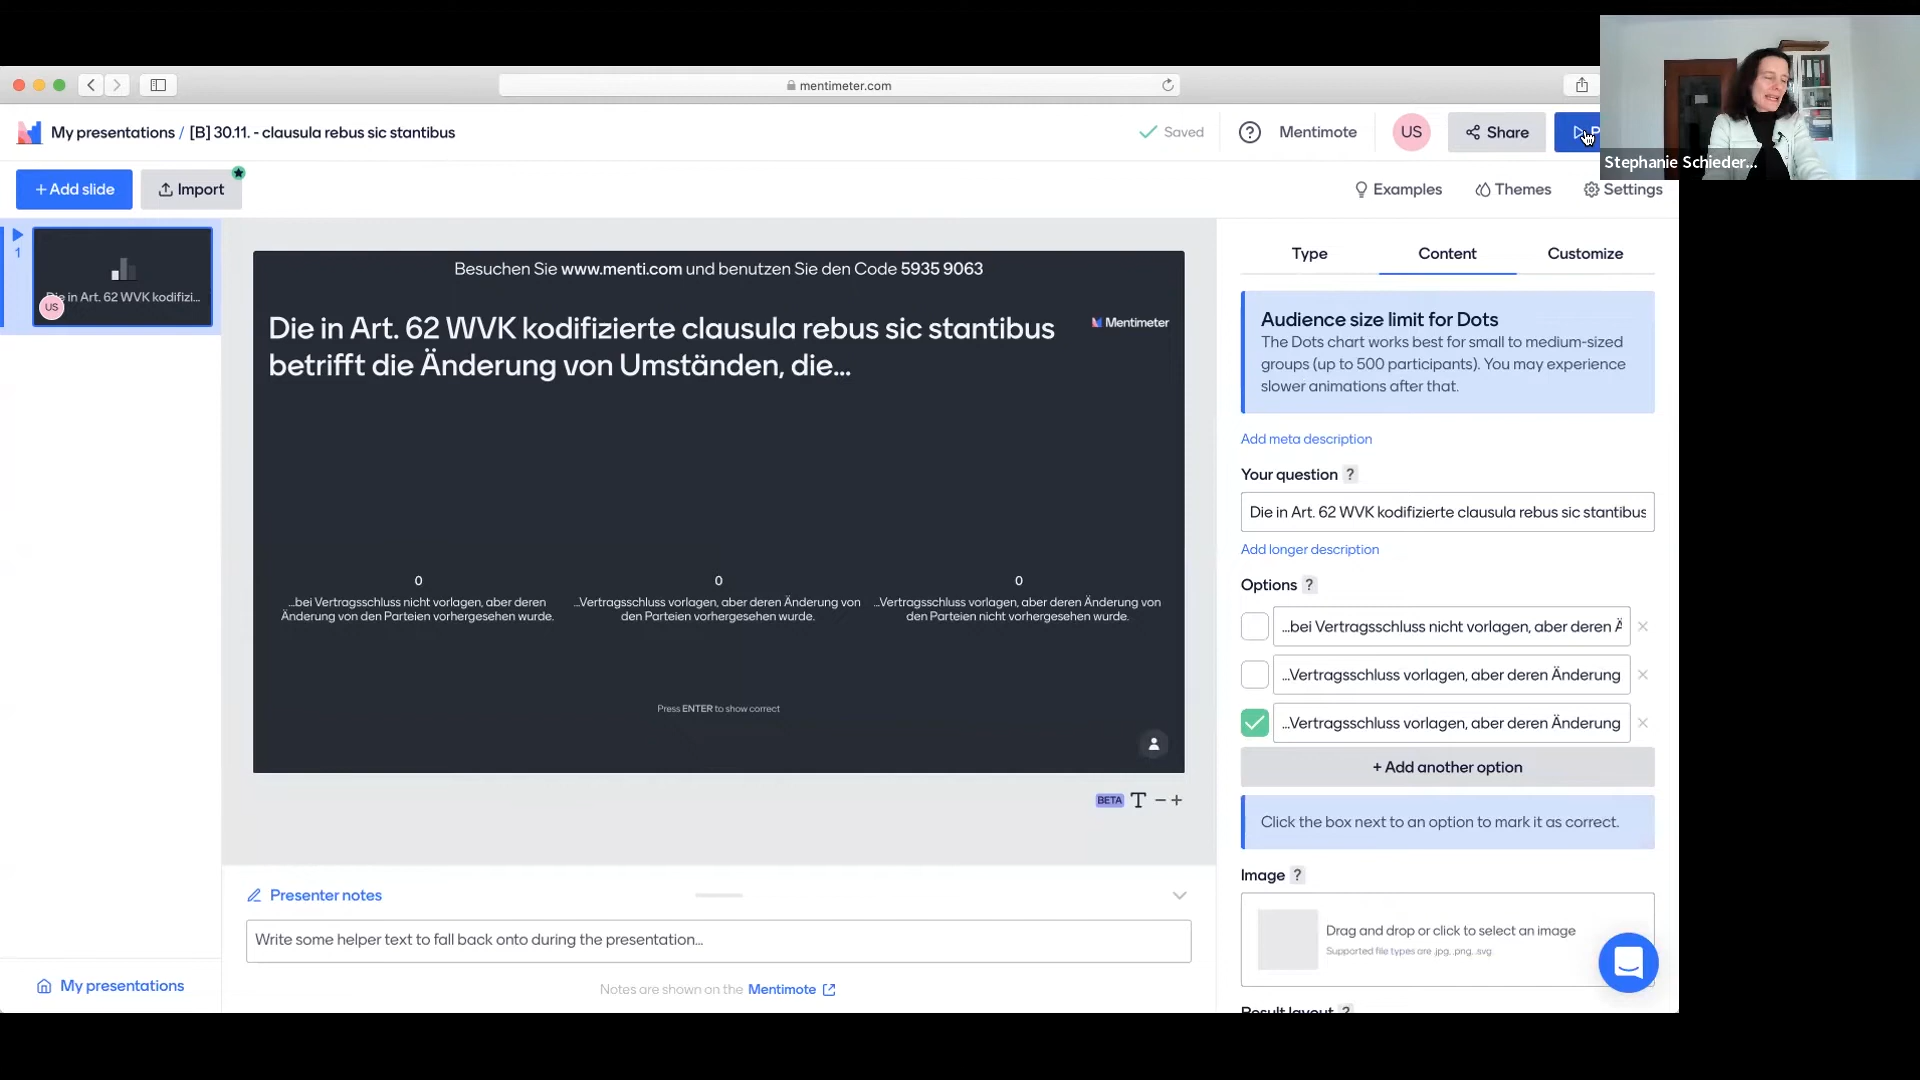 mentimeter.com
My presentations / [B] 30.11. - clausula rebus sic stantibus
Saved
?
Mentimote
US
Share
P
Stephanie Schieder...
+ Add slide
Import
Examples
Themes
Settings
1
Die in Art. 62 WVK kodifizi...
US
Besuchen Sie www.menti.com und benutzen Sie den Code 5935 9063
Die in Art. 62 WVK kodifizierte clausula rebus sic stantibus
betrifft die Änderung von Umständen, die...
Mentimeter
0
...bei Vertragsschluss nicht vorlagen, aber deren
Änderung von den Parteien vorhergesehen wurde.
0
...Vertragsschluss vorlagen, aber deren Änderung von
den Parteien vorhergesehen wurde.
0
...Vertragsschluss vorlagen, aber deren Änderung von
den Parteien nicht vorhergesehen wurde.
Press ENTER to show correct
BETA T − +
Presenter notes
Write some helper text to fall back onto during the presentation...
Notes are shown on the Mentimote
My presentations
Type
Content
Customize
Audience size limit for Dots
The Dots chart works best for small to medium-sized
groups (up to 500 participants). You may experience
slower animations after that.
Add meta description
Your question ?
Die in Art. 62 WVK kodifizierte clausula rebus sic stantibus
Add longer description
Options ?
...bei Vertragsschluss nicht vorlagen, aber deren Ä
...Vertragsschluss vorlagen, aber deren Änderung
...Vertragsschluss vorlagen, aber deren Änderung
+ Add another option
Click the box next to an option to mark it as correct.
Image ?
Drag and drop or click to select an image
Supported file types are .jpg, .png, .svg
Result layout ?